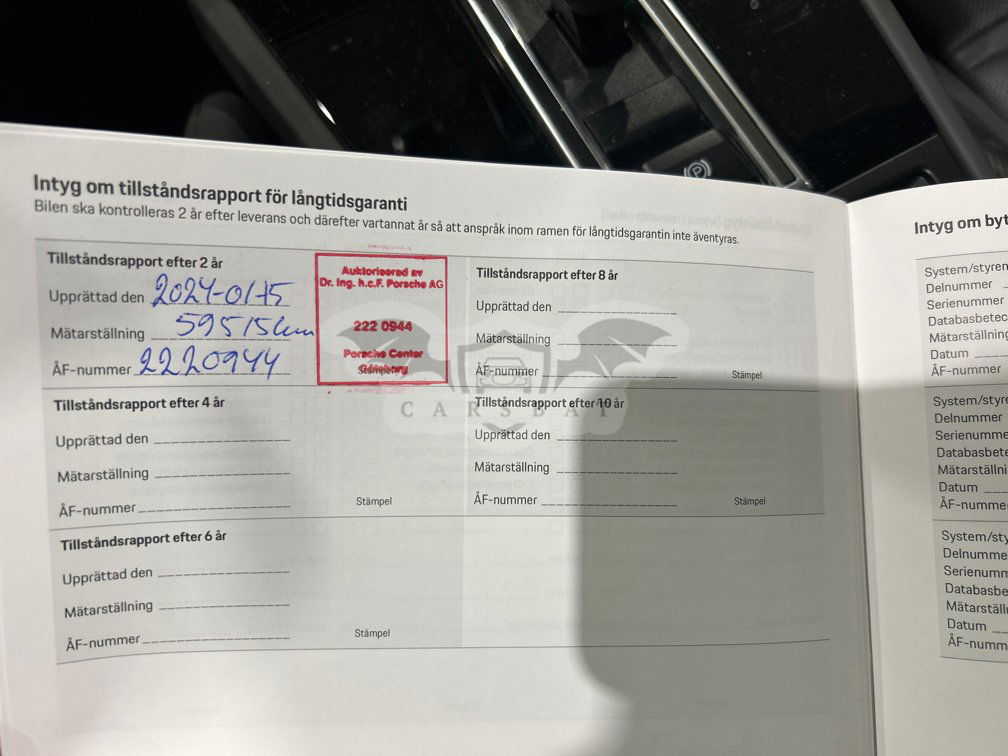 Intyg om tillståndsrapport för långtidsgaranti
Bilen ska kontrolleras 2 år efter leverans och därefter vartannat år så att anspråk inom ramen för långtidsgarantin inte äventyras.
Tillståndsrapport efter 2 år
Upprättad den 2024-01-15
Mätarställning 59515km
ÅF-nummer 2220944
Auktoriserad av
Dr. Ing. h.c.F. Porsche AG
222 0944
Porsche Center
Göteborg
Stämpel
Tillståndsrapport efter 4 år
Upprättad den
Mätarställning
ÅF-nummer
Stämpel
Tillståndsrapport efter 6 år
Upprättad den
Mätarställning
ÅF-nummer
Stämpel
Tillståndsrapport efter 8 år
Upprättad den
Mätarställning
ÅF-nummer
Stämpel
Tillståndsrapport efter 10 år
Upprättad den
Mätarställning
ÅF-nummer
Stämpel
CARSBAT
Intyg om byt
System/styren
Delnummer
Serienummer
Databasbetec
Mätarställning
Datum
ÅF-nummer
System/styre
Delnummer
Serienumme
Databasbete
Mätarställni
Datum
ÅF-numme
System/sty
Delnumme
Serienumm
Databasbe
Mätarställ
Datum
ÅF-numm